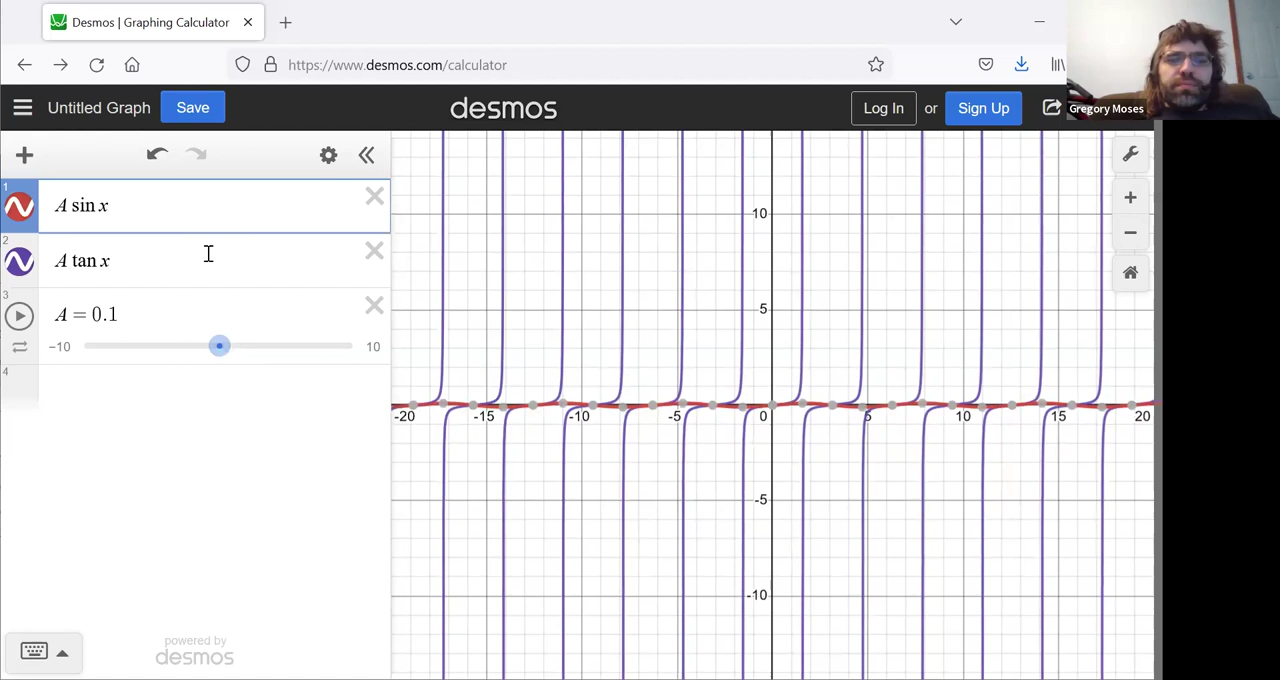 Desmos | Graphing Calculator
https://www.desmos.com/calculator
Gregory Moses
Untitled Graph
Save
desmos
Log In or Sign Up
1
A sin x
2
A tan x
3
A = 0.1
-10
10
4
10
5
-20
-15
-10
-5
0
5
10
15
20
-5
-10
powered by
desmos